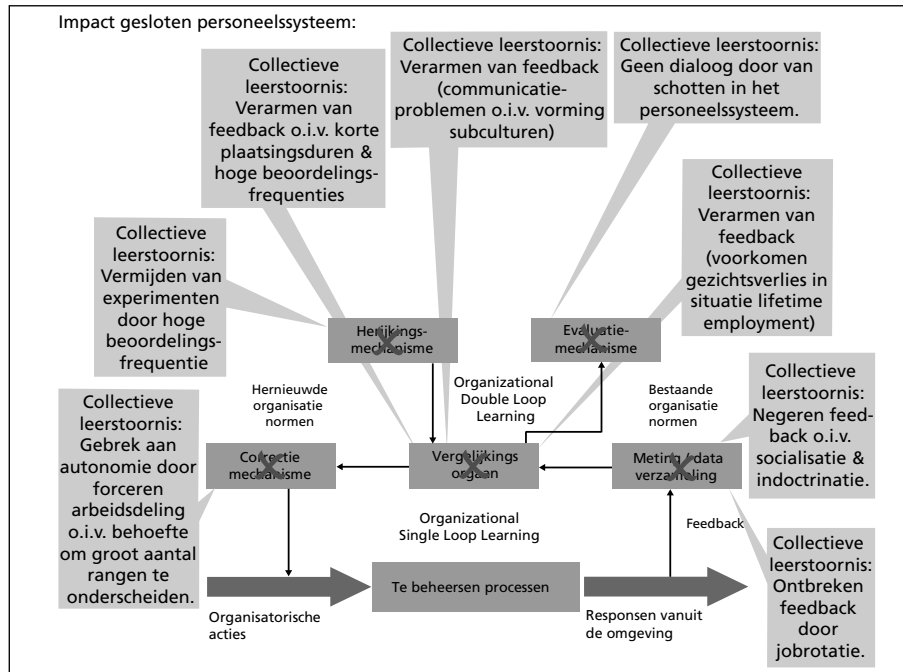 Impact gesloten personeelssysteem:
Collectieve
leerstoornis:
Verarmen van
feedback o.i.v. korte
plaatsingsduren &
hoge beoordelings-
frequenties
Collectieve leerstoornis:
Verarmen van feedback
(communicatie-
problemen o.i.v. vorming
subculturen)
Collectieve leerstoornis:
Geen dialoog door van
schotten in het
personeelssysteem.
Collectieve
leerstoornis:
Verarmen van
feedback
(voorkomen
gezichtsverlies in
situatie lifetime
employment)
Collectieve
leerstoornis:
Vermijden van
experimenten
door hoge
beoordelings-
frequentie
Herijkings-
mechanisme
Evaluatie-
mechanisme
Hernieuwde
organisatie
normen
Organizational
Double Loop
Learning
Bestaande
organisatie
normen
Collectieve
leerstoornis:
Negeren feed-
back o.i.v.
socialisatie &
indoctrinatie.
Collectieve
leerstoornis:
Gebrek aan
autonomie door
forceren
arbeidsdeling
o.i.v. behoefte
om groot aantal
rangen te
onderscheiden.
Correctie
mechanisme
Vergelijkings
orgaan
Meting / data
verzameling
Organizational
Single Loop Learning
Feedback
Collectieve
leerstoornis:
Ontbreken
feedback
door
jobrotatie.
Te beheersen processen
Organisatorische
acties
Responsen vanuit
de omgeving